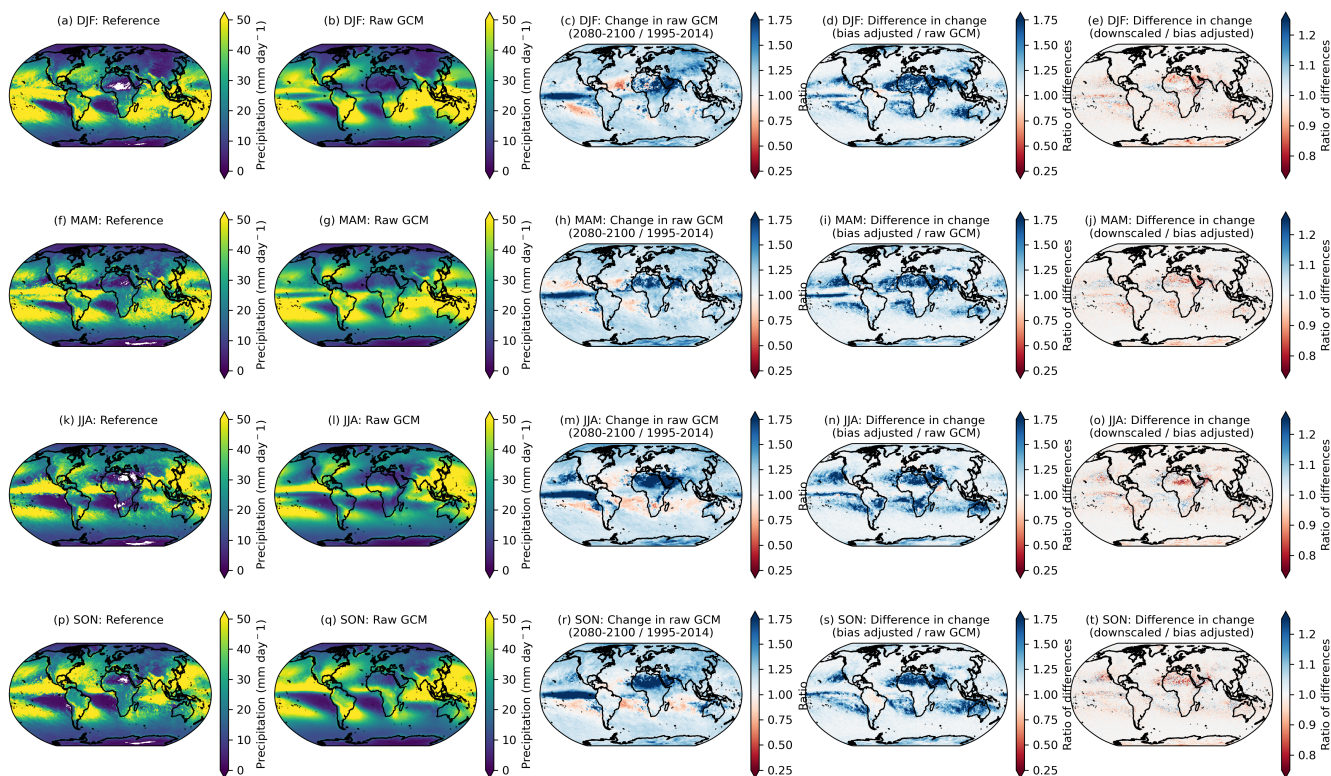 (a) DJF: Reference
(b) DJF: Raw GCM
(c) DJF: Change in raw GCM
(2080-2100 / 1995-2014)
(d) DJF: Difference in change
(bias adjusted / raw GCM)
(e) DJF: Difference in change
(downscaled / bias adjusted)
50
40
30
20
10
0
Precipitation (mm day⁻1)
50
40
30
20
10
0
Precipitation (mm day⁻1)
1.75
1.50
1.25
1.00
0.75
0.50
0.25
Ratio
1.75
1.50
1.25
1.00
0.75
0.50
0.25
Ratio of differences
1.2
1.1
1.0
0.9
0.8
Ratio of differences
(f) MAM: Reference
(g) MAM: Raw GCM
(h) MAM: Change in raw GCM
(2080-2100 / 1995-2014)
(i) MAM: Difference in change
(bias adjusted / raw GCM)
(j) MAM: Difference in change
(downscaled / bias adjusted)
50
40
30
20
10
0
Precipitation (mm day⁻1)
50
40
30
20
10
0
Precipitation (mm day⁻1)
1.75
1.50
1.25
1.00
0.75
0.50
0.25
Ratio
1.75
1.50
1.25
1.00
0.75
0.50
0.25
Ratio of differences
1.2
1.1
1.0
0.9
0.8
Ratio of differences
(k) JJA: Reference
(l) JJA: Raw GCM
(m) JJA: Change in raw GCM
(2080-2100 / 1995-2014)
(n) JJA: Difference in change
(bias adjusted / raw GCM)
(o) JJA: Difference in change
(downscaled / bias adjusted)
50
40
30
20
10
0
Precipitation (mm day⁻1)
50
40
30
20
10
0
Precipitation (mm day⁻1)
1.75
1.50
1.25
1.00
0.75
0.50
0.25
Ratio
1.75
1.50
1.25
1.00
0.75
0.50
0.25
Ratio of differences
1.2
1.1
1.0
0.9
0.8
Ratio of differences
(p) SON: Reference
(q) SON: Raw GCM
(r) SON: Change in raw GCM
(2080-2100 / 1995-2014)
(s) SON: Difference in change
(bias adjusted / raw GCM)
(t) SON: Difference in change
(downscaled / bias adjusted)
50
40
30
20
10
0
Precipitation (mm day⁻1)
50
40
30
20
10
0
Precipitation (mm day⁻1)
1.75
1.50
1.25
1.00
0.75
0.50
0.25
Ratio
1.75
1.50
1.25
1.00
0.75
0.50
0.25
Ratio of differences
1.2
1.1
1.0
0.9
0.8
Ratio of differences